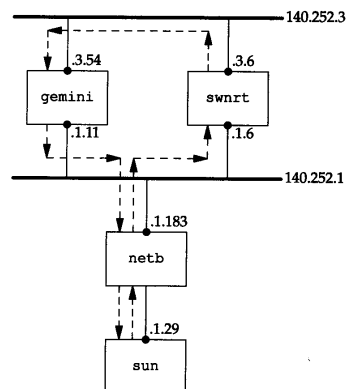 140.252.3
.3.54
.3.6
gemini
swnrt
.1.11
.1.6
140.252.1
.1.183
netb
.1.29
sun